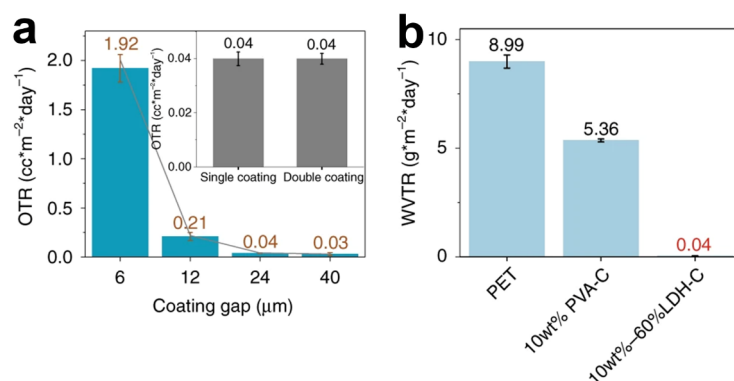 a
OTR (cc*m⁻²*day⁻¹)
2.0
1.5
1.0
0.5
0.0
1.92
0.21
0.04
0.03
6
12
24
40
Coating gap (μm)
OTR (cc*m⁻²*day⁻¹)
0.04
0.02
0.00
0.04
0.04
Single coating
Double coating
b
WVTR (g*m⁻²*day⁻¹)
10
5
0
8.99
5.36
0.04
PET
10wt% PVA-C
10wt%–60%LDH-C